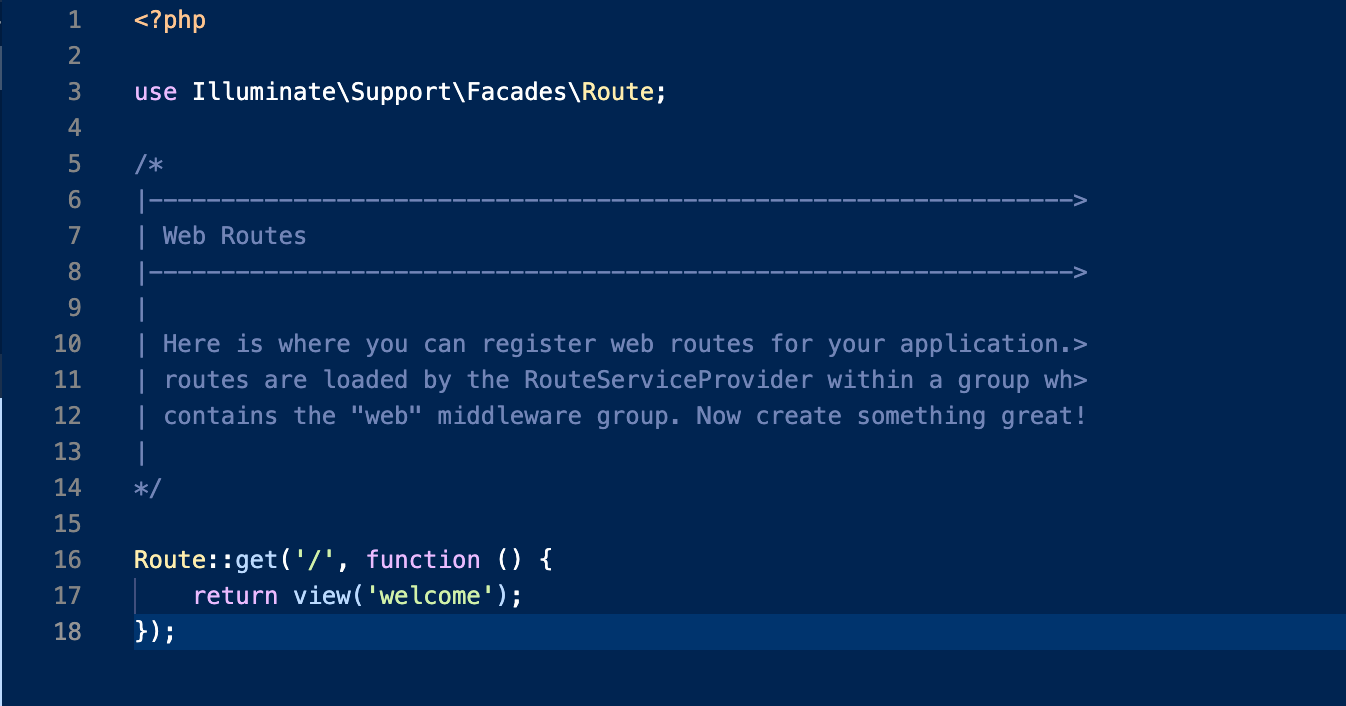 1 <?php
2
3 use Illuminate\Support\Facades\Route;
4
5 /*
6 |---------------------------------------------------------------->
7 | Web Routes
8 |---------------------------------------------------------------->
9 |
10 | Here is where you can register web routes for your application.>
11 | routes are loaded by the RouteServiceProvider within a group wh>
12 | contains the "web" middleware group. Now create something great!
13 |
14 */
15
16 Route::get('/', function () {
17     return view('welcome');
18 });